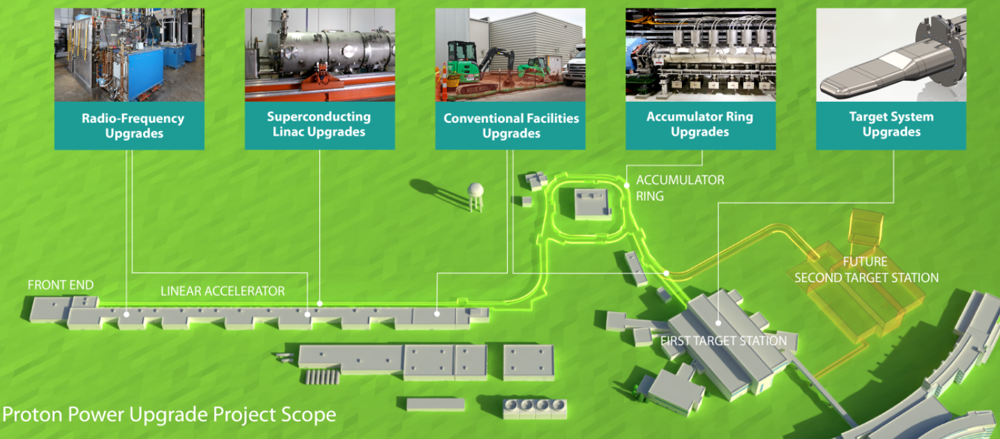 Radio-Frequency
Upgrades
Superconducting
Linac Upgrades
Conventional Facilities
Upgrades
Accumulator Ring
Upgrades
Target System
Upgrades
ACCUMULATOR
RING
FUTURE
SECOND TARGET STATION
FRONT END
LINEAR ACCELERATOR
FIRST TARGET STATION
Proton Power Upgrade Project Scope